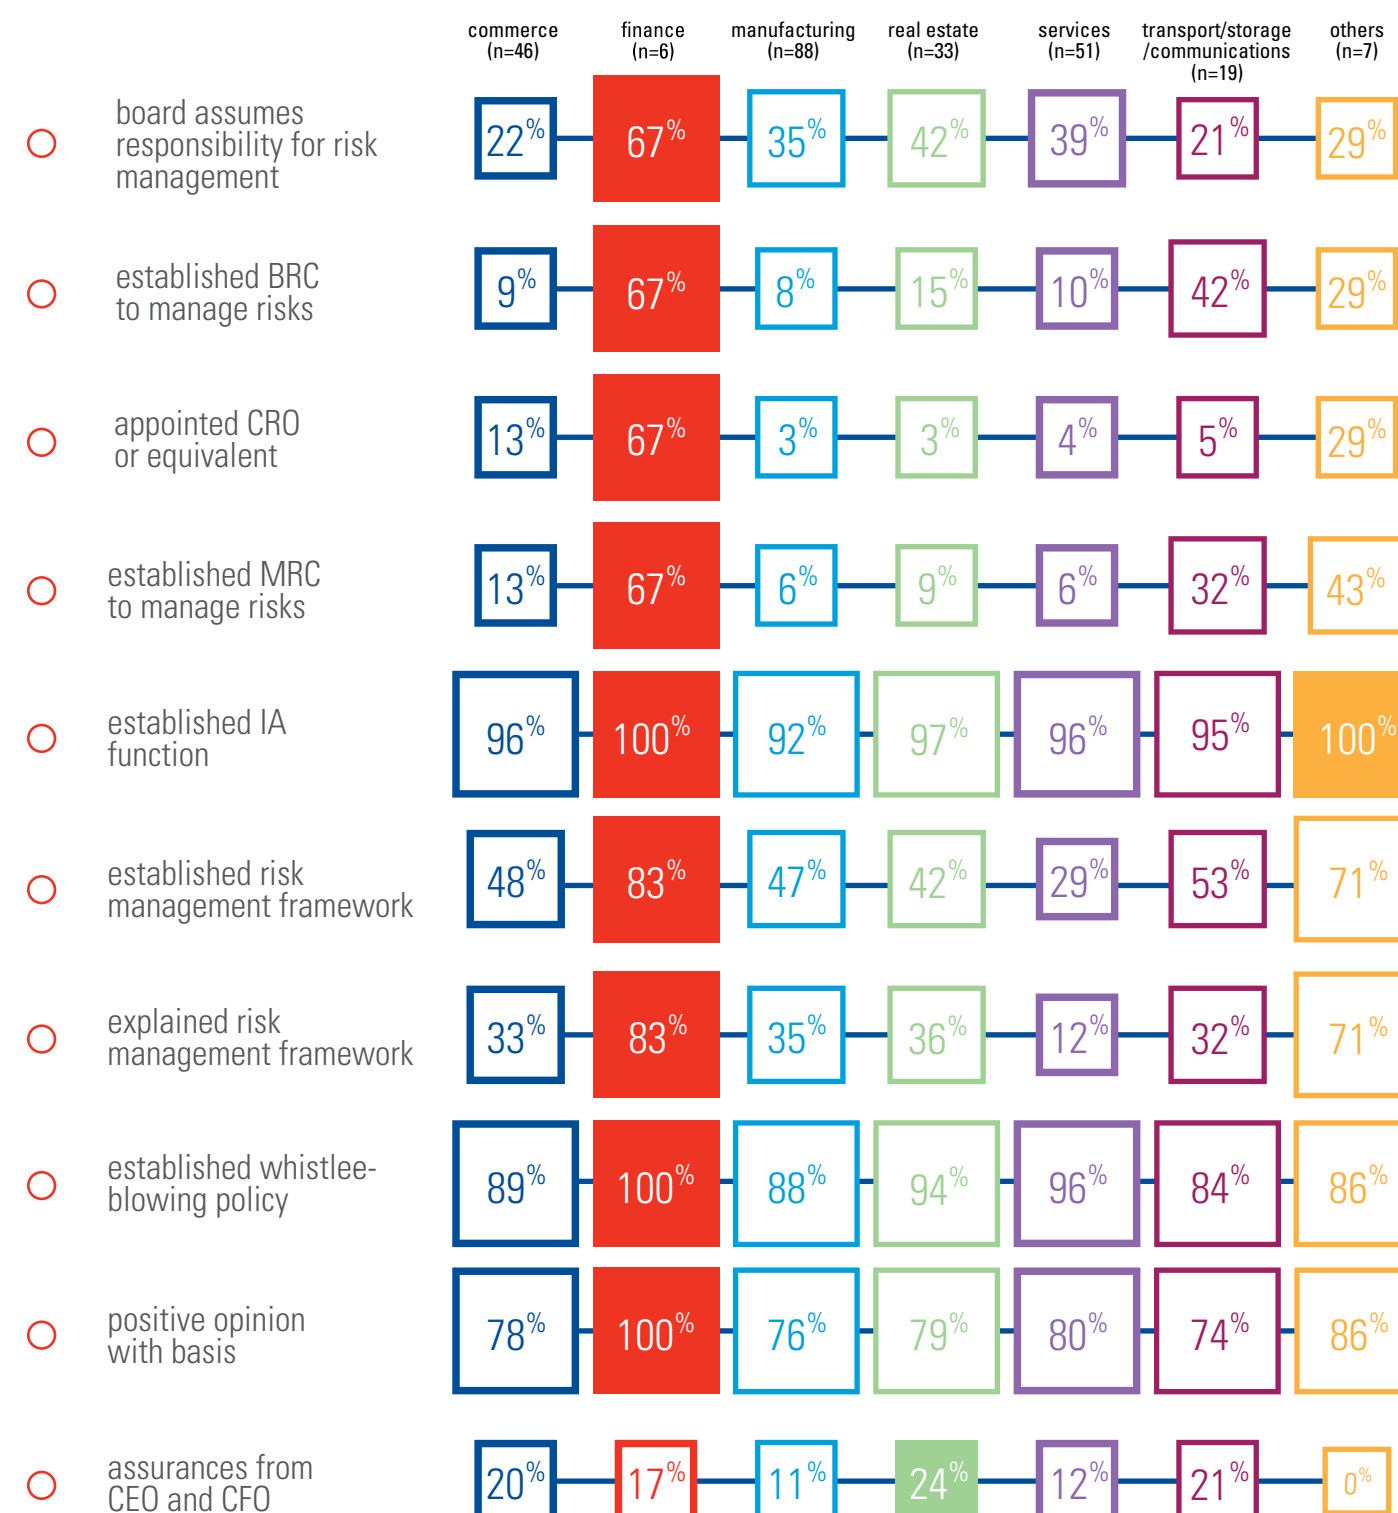 commerce finance manufacturing real estate services transport/storage others
(n=46) (n=6) (n=88) (n=33) (n=51) /communications (n=7)
(n=19)
board assumes
responsibility for risk
management
22% 67% 35% 42% 39% 21% 29%
established BRC
to manage risks
9% 67% 8% 15% 10% 42% 29%
appointed CRO
or equivalent
13% 67% 3% 3% 4% 5% 29%
established MRC
to manage risks
13% 67% 6% 9% 6% 32% 43%
established IA
function
96% 100% 92% 97% 96% 95% 100%
established risk
management framework
48% 83% 47% 42% 29% 53% 71%
explained risk
management framework
33% 83% 35% 36% 12% 32% 71%
established whistlee-
blowing policy
89% 100% 88% 94% 96% 84% 86%
positive opinion
with basis
78% 100% 76% 79% 80% 74% 86%
assurances from
CEO and CFO
20% 17% 11% 24% 12% 21% 0%